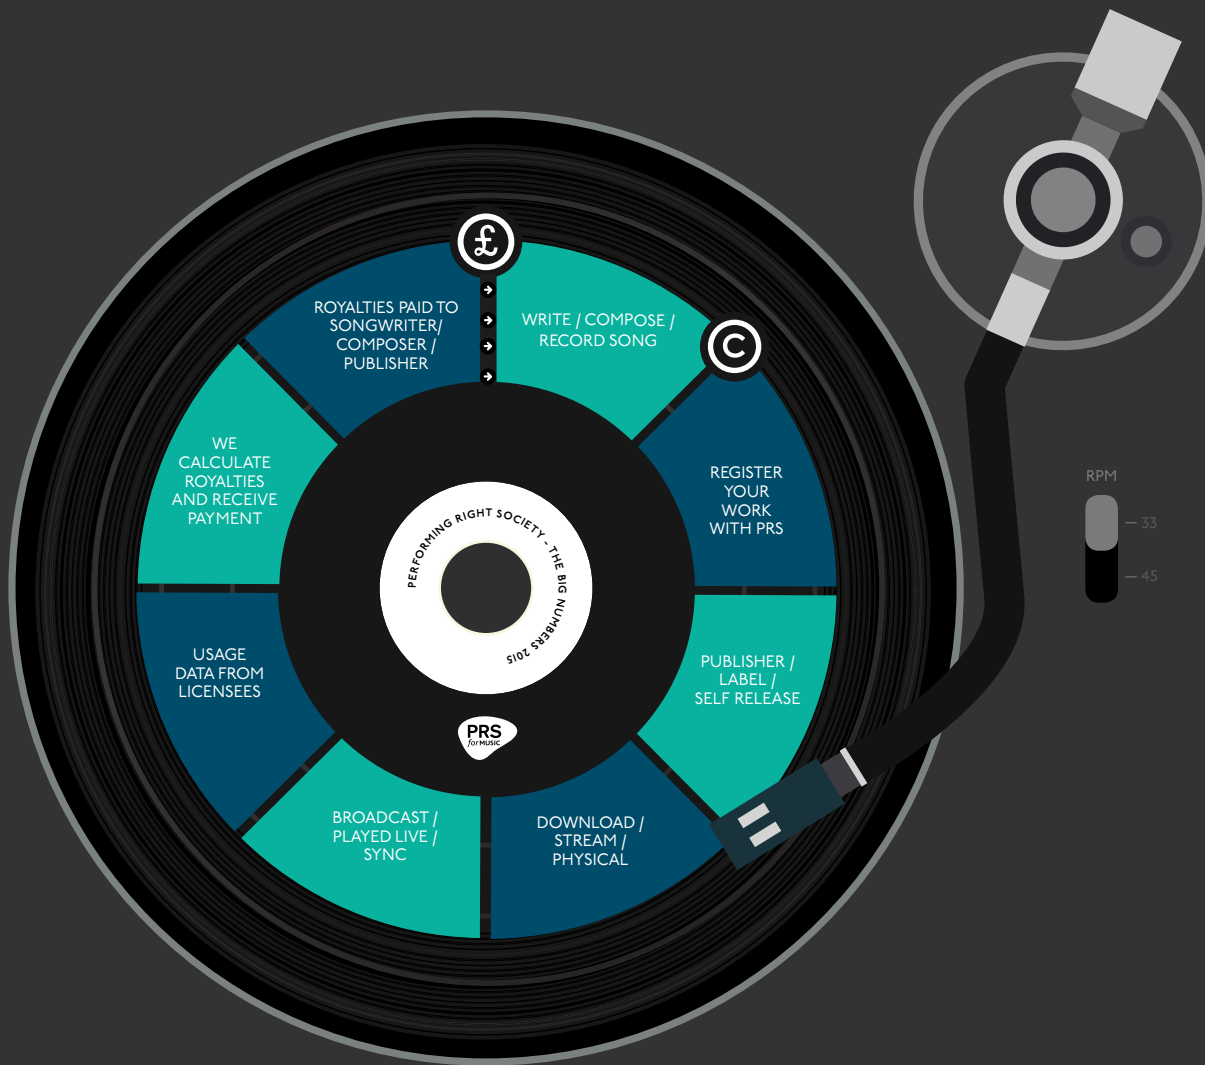 £
WRITE / COMPOSE /
RECORD SONG
C
REGISTER
YOUR
WORK
WITH PRS
PUBLISHER /
LABEL /
SELF RELEASE
DOWNLOAD /
STREAM /
PHYSICAL
BROADCAST /
PLAYED LIVE /
SYNC
USAGE
DATA FROM
LICENSEES
WE
CALCULATE
ROYALTIES
AND RECEIVE
PAYMENT
ROYALTIES PAID TO
SONGWRITER/
COMPOSER /
PUBLISHER
PERFORMING RIGHT SOCIETY - THE BIG NUMBERS 2015
PRS
for MUSIC
RPM
33
45